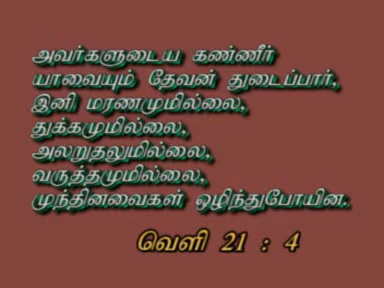 அவர்களுடைய கண்ணீர்
யாவையும் தேவன் துடைப்பார்,
இனி மரணமுமில்லை,
துக்கமுமில்லை,
அலறுதலுமில்லை,
வருத்தமுமில்லை,
முந்தினவைகள் ஒழிந்துபோயின.
வெளி 21 : 4